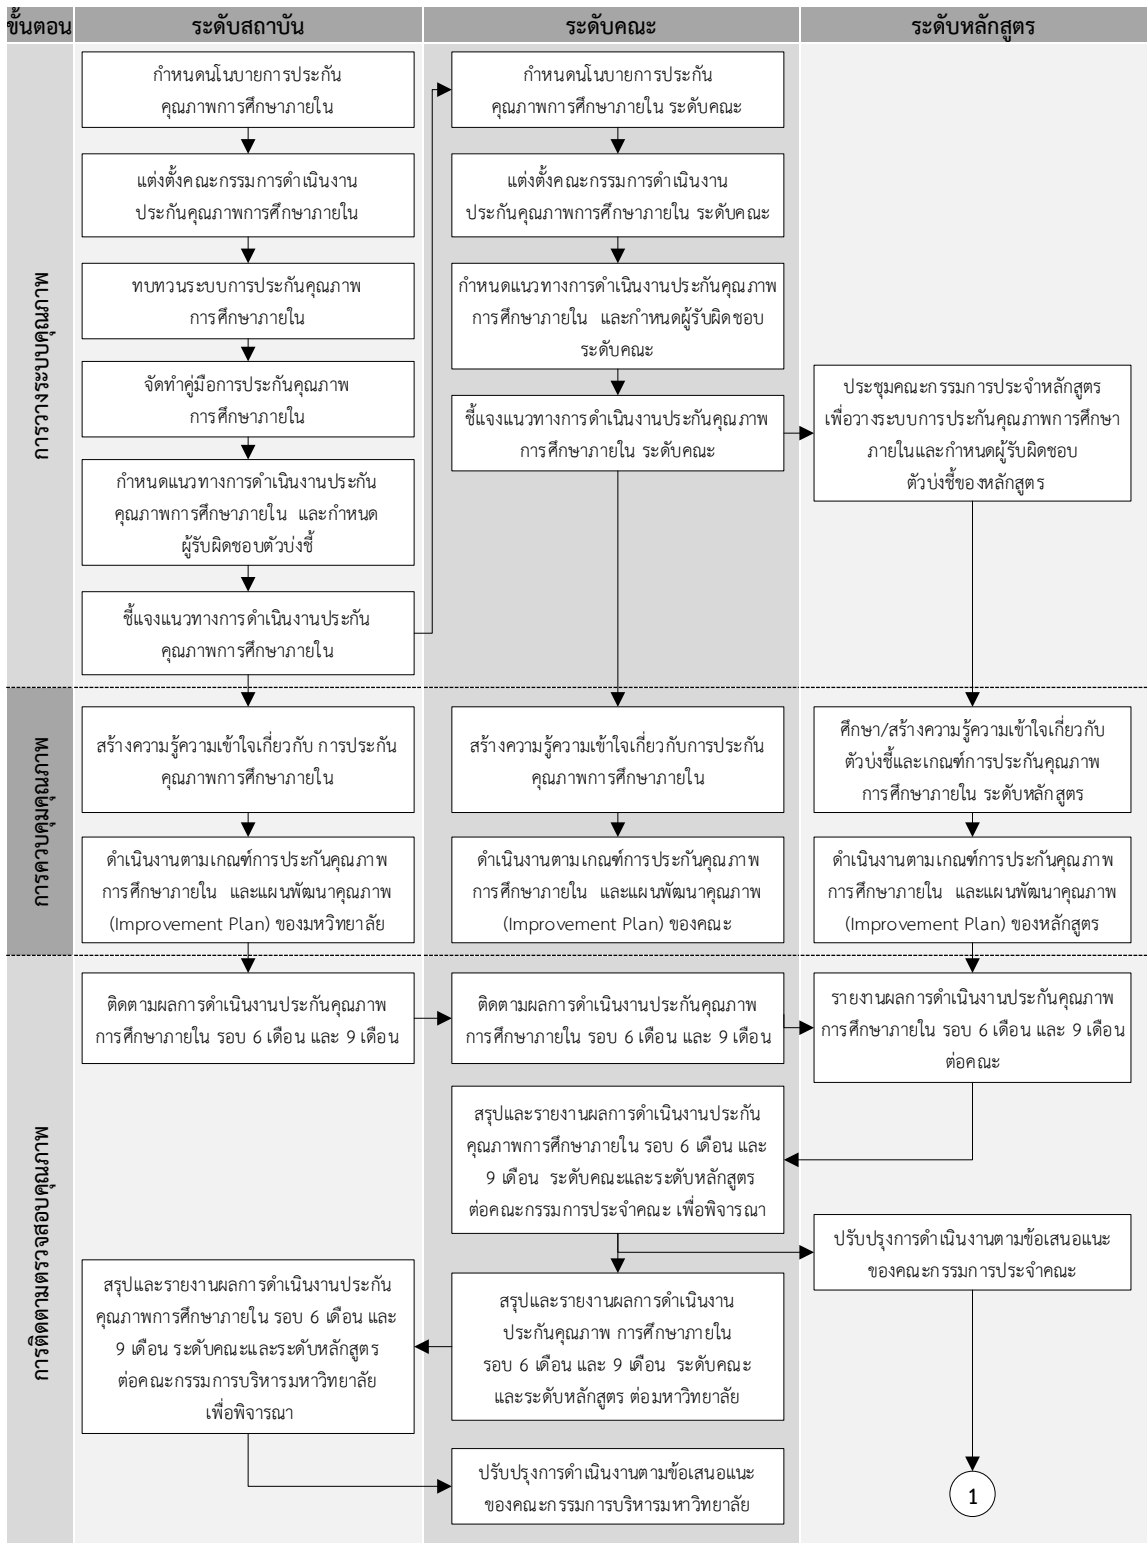 ขั้นตอน
ระดับสถาบัน
ระดับคณะ
ระดับหลักสูตร
การวางระบบคุณภาพ
กำหนดนโนบายการประกัน
คุณภาพการศึกษาภายใน
กำหนดนโนบายการประกัน
คุณภาพการศึกษาภายใน ระดับคณะ
แต่งตั้งคณะกรรมการดำเนินงาน
ประกันคุณภาพการศึกษาภายใน
แต่งตั้งคณะกรรมการดำเนินงาน
ประกันคุณภาพการศึกษาภายใน ระดับคณะ
ทบทวนระบบการประกันคุณภาพ
การศึกษาภายใน
กำหนดแนวทางการดำเนินงานประกันคุณภาพ
การศึกษาภายใน และกำหนดผู้รับผิดชอบ
ระดับคณะ
จัดทำคู่มือการประกันคุณภาพ
การศึกษาภายใน
ชี้แจงแนวทางการดำเนินงานประกันคุณภาพ
การศึกษาภายใน ระดับคณะ
ประชุมคณะกรรมการประจำหลักสูตร
เพื่อวางระบบการประกันคุณภาพการศึกษา
ภายในและกำหนดผู้รับผิดชอบ
ตัวบ่งชี้ของหลักสูตร
กำหนดแนวทางการดำเนินงานประกัน
คุณภาพการศึกษาภายใน และกำหนด
ผู้รับผิดชอบตัวบ่งชี้
ชี้แจงแนวทางการดำเนินงานประกัน
คุณภาพการศึกษาภายใน
การควบคุมคุณภาพ
สร้างความรู้ความเข้าใจเกี่ยวกับ การประกัน
คุณภาพการศึกษาภายใน
สร้างความรู้ความเข้าใจเกี่ยวกับการประกัน
คุณภาพการศึกษาภายใน
ศึกษา/สร้างความรู้ความเข้าใจเกี่ยวกับ
ตัวบ่งชี้และเกณฑ์การประกันคุณภาพ
การศึกษาภายใน ระดับหลักสูตร
ดำเนินงานตามเกณฑ์การประกันคุณภาพ
การศึกษาภายใน และแผนพัฒนาคุณภาพ
(Improvement Plan) ของมหวิทยาลัย
ดำเนินงานตามเกณฑ์การประกันคุณภาพ
การศึกษาภายใน และแผนพัฒนาคุณภาพ
(Improvement Plan) ของคณะ
ดำเนินงานตามเกณฑ์การประกันคุณภาพ
การศึกษาภายใน และแผนพัฒนาคุณภาพ
(Improvement Plan) ของหลักสูตร
การติดตามตรวจสอบคุณภาพ
ติดตามผลการดำเนินงานประกันคุณภาพ
การศึกษาภายใน รอบ 6 เดือน และ 9 เดือน
ติดตามผลการดำเนินงานประกันคุณภาพ
การศึกษาภายใน รอบ 6 เดือน และ 9 เดือน
รายงานผลการดำเนินงานประกันคุณภาพ
การศึกษาภายใน รอบ 6 เดือน และ 9 เดือน
ต่อคณะ
สรุปและรายงานผลการดำเนินงานประกัน
คุณภาพการศึกษาภายใน รอบ 6 เดือน และ
9 เดือน ระดับคณะและระดับหลักสูตร
ต่อคณะกรรมการประจำคณะ เพื่อพิจารณา
ปรับปรุงการดำเนินงานตามข้อเสนอแนะ
ของคณะกรรมการประจำคณะ
สรุปและรายงานผลการดำเนินงานประกัน
คุณภาพการศึกษาภายใน รอบ 6 เดือน และ
9 เดือน ระดับคณะและระดับหลักสูตร
ต่อคณะกรรมการบริหารมหาวิทยาลัย
เพื่อพิจารณา
สรุปและรายงานผลการดำเนินงาน
ประกันคุณภาพ การศึกษาภายใน
รอบ 6 เดือน และ 9 เดือน ระดับคณะ
และระดับหลักสูตร ต่อมหาวิทยาลัย
ปรับปรุงการดำเนินงานตามข้อเสนอแนะ
ของคณะกรรมการบริหารมหาวิทยาลัย
1